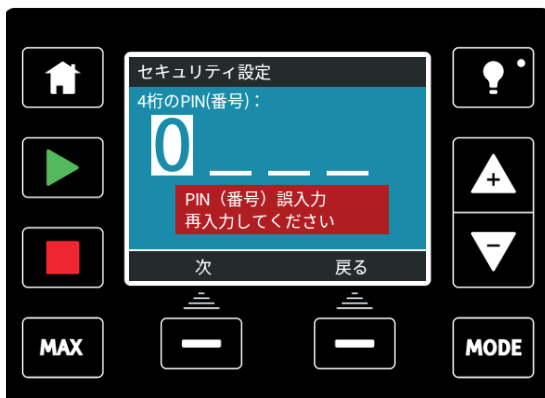 セキュリティ設定
4桁のPIN(番号)：
0 _ _ _
PIN（番号）誤入力
再入力してください
次 戻る
+
−
MAX
MODE